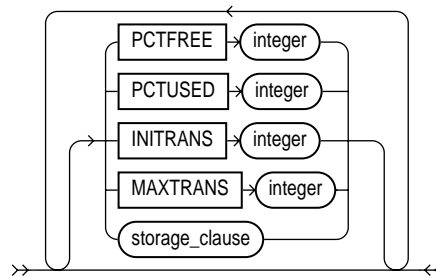 PCTFREE integer
PCTUSED integer
INITRANS integer
MAXTRANS integer
storage_clause